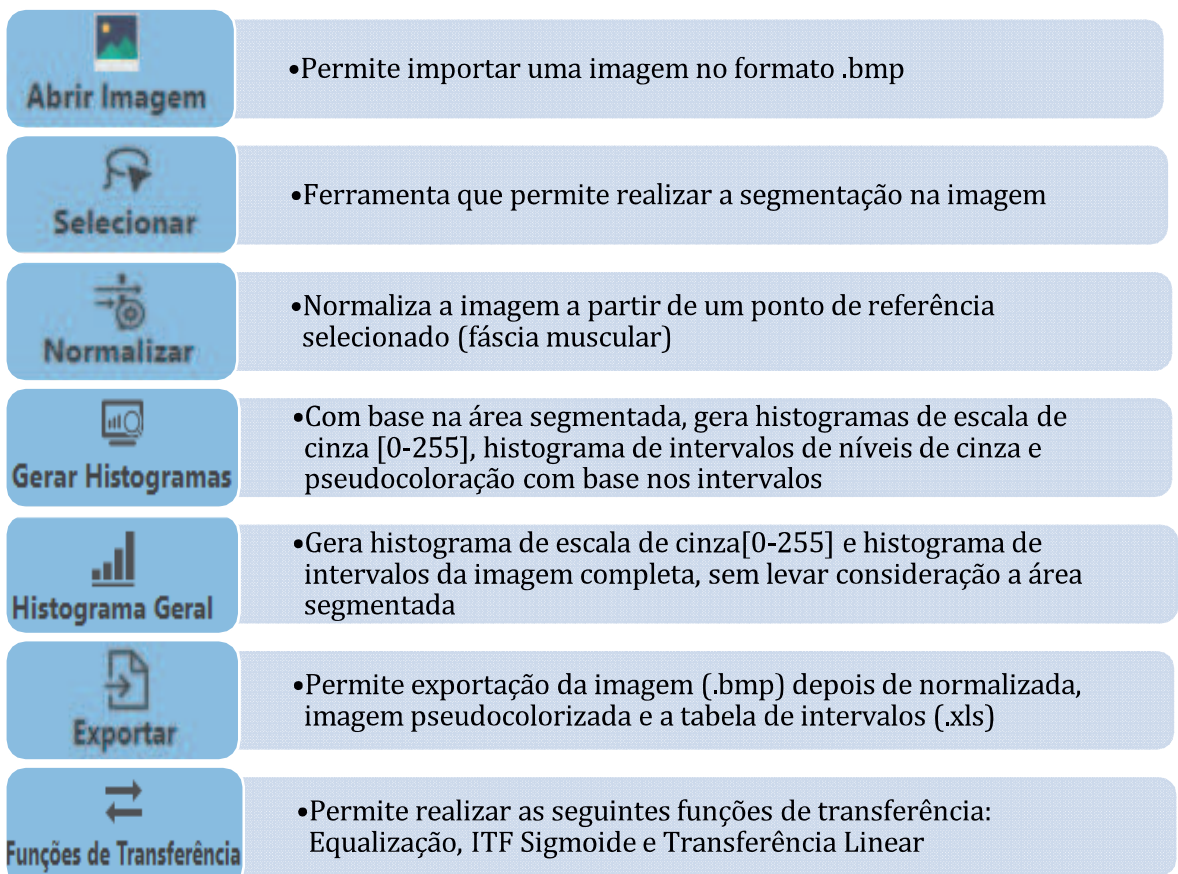 Abrir Imagem
•Permite importar uma imagem no formato .bmp
Selecionar
•Ferramenta que permite realizar a segmentação na imagem
Normalizar
•Normaliza a imagem a partir de um ponto de referência
selecionado (fáscia muscular)
Gerar Histogramas
•Com base na área segmentada, gera histogramas de escala de
cinza [0-255], histograma de intervalos de níveis de cinza e
pseudocoloração com base nos intervalos
Histograma Geral
•Gera histograma de escala de cinza[0-255] e histograma de
intervalos da imagem completa, sem levar consideração a área
segmentada
Exportar
•Permite exportação da imagem (.bmp) depois de normalizada,
imagem pseudocolorizada e a tabela de intervalos (.xls)
Funções de Transferência
•Permite realizar as seguintes funções de transferência:
Equalização, ITF Sigmoide e Transferência Linear